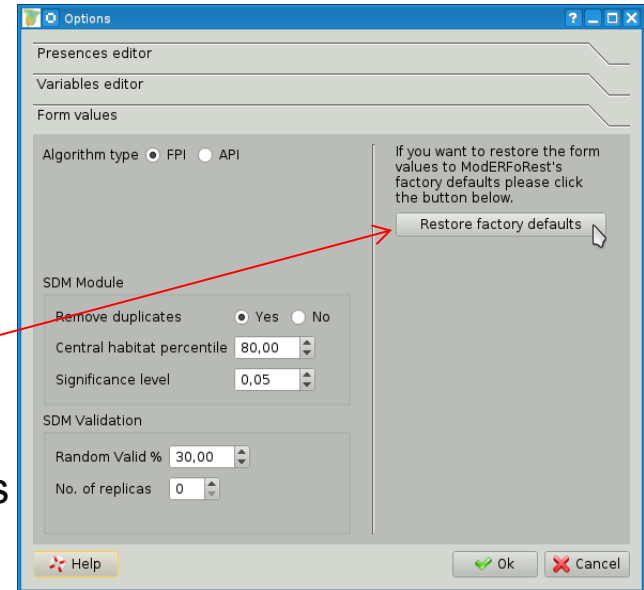 Options
Presences editor
Variables editor
Form values
Algorithm type FPI API
If you want to restore the form
values to ModERFoRest's
factory defaults please click
the button below.
Restore factory defaults
SDM Module
Remove duplicates Yes No
Central habitat percentile 80,00
Significance level 0,05
SDM Validation
Random Valid % 30,00
No. of replicas 0
s
Help
Ok
Cancel